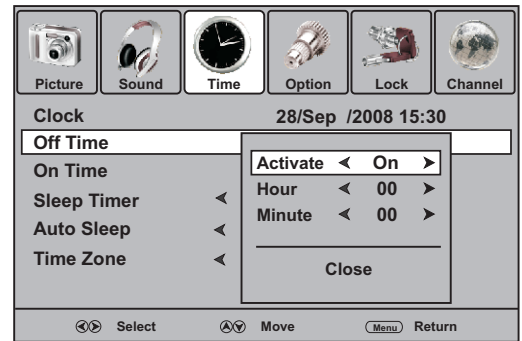 Picture Sound Time Option Lock Channel
Clock 28/Sep /2008 15:30
Off Time
On Time
Sleep Timer
Auto Sleep
Time Zone
Activate On
Hour 00
Minute 00
Close
Select Move Menu Return